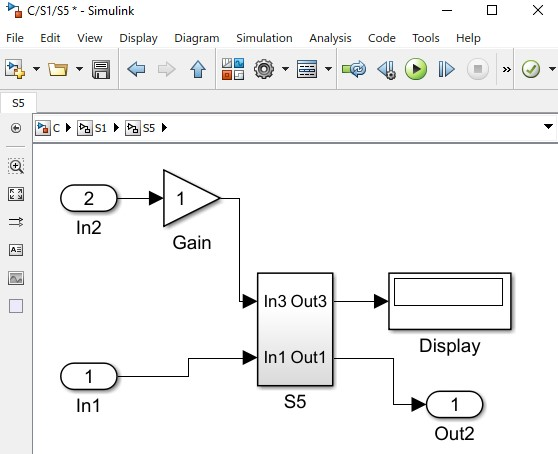 C/S1/S5 * - Simulink
File Edit View Display Diagram Simulation Analysis Code Tools Help
»
S5
C S1 S5
A
2
In2
1
Gain
In3 Out3
In1 Out1
S5
Display
1
In1
1
Out2